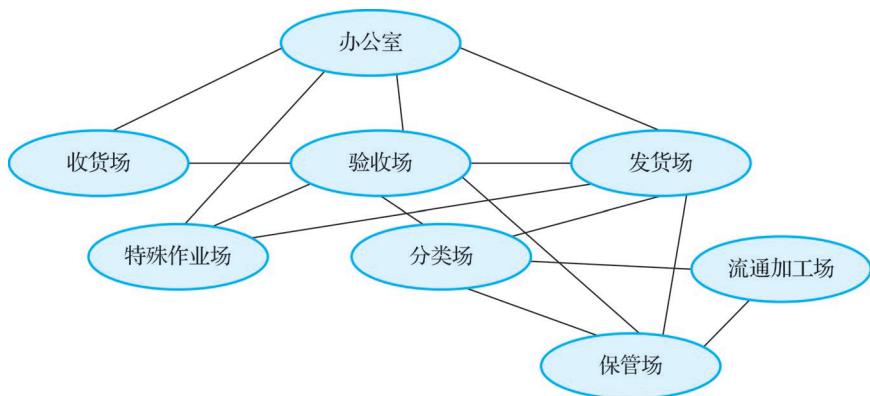 办公室
收货场
验收场
发货场
特殊作业场
分类场
流通加工场
保管场